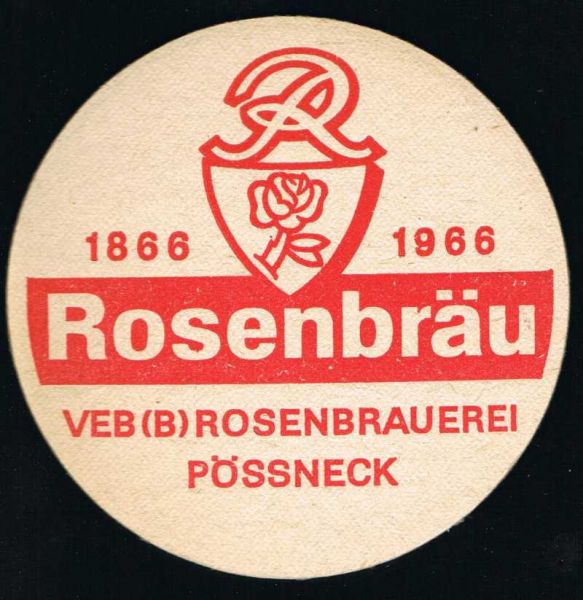 R
1866 1966
Rosenbräu
VEB(B)ROSENBRAUEREI
PÖSSNECK